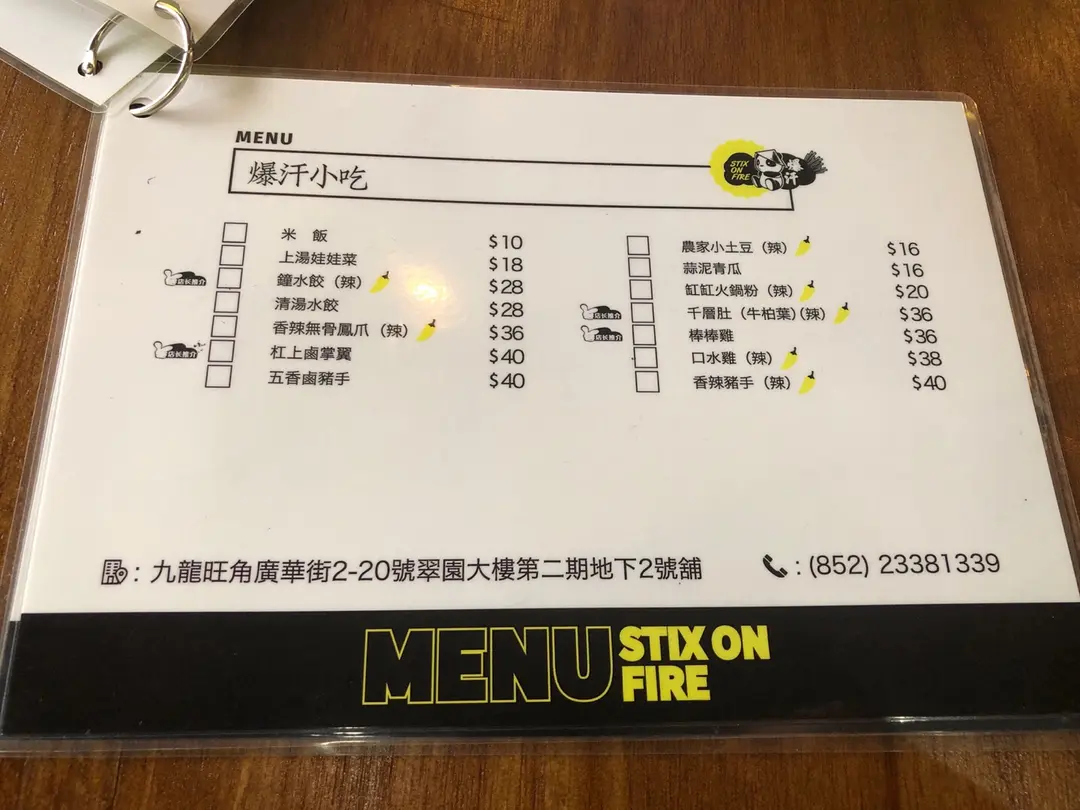 MENU
爆汗小吃
STIX
ON
FIRE
爆汗
米 飯 $10
上湯娃娃菜 $18
店长推介 鐘水餃（辣） $28
清湯水餃 $28
香辣無骨鳳爪（辣） $36
店长推介 杠上鹵掌翼 $40
五香鹵豬手 $40
農家小土豆（辣） $16
蒜泥青瓜 $16
缸缸火鍋粉（辣） $20
店长推介 千層肚（牛柏葉）（辣） $36
店长推介 棒棒雞 $36
口水雞（辣） $38
香辣豬手（辣） $40
：九龍旺角廣華街2-20號翠園大樓第二期地下2號舖
：(852) 23381339
MENU STIX ON
FIRE